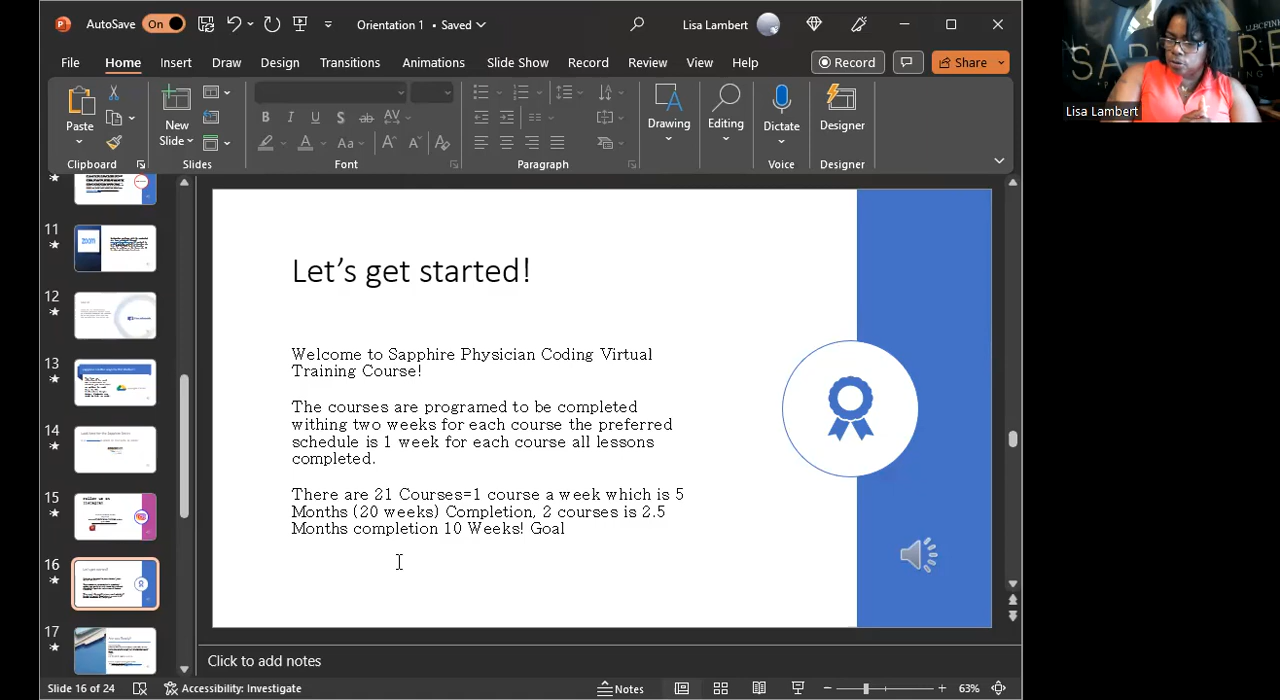 AutoSave On Orientation 1 • Saved Lisa Lambert
File Home Insert Draw Design Transitions Animations Slide Show Record Review View Help Record Share
Paste New Slide B I U S ab AV A Aa A A Drawing Editing Dictate Designer
Clipboard Slides Font Paragraph Voice Designer
11
zoom
12
13
14
15
16
17
Let's get started!
Welcome to Sapphire Physician Coding Virtual
Training Course!
The courses are programed to be completed
withing two weeks for each course the preferred
schedule is 1 week for each course all lessons
completed.
There are 21 Courses=1 course a week which is 5
Months (20 weeks) Completion, 2 courses is 2.5
Months completion 10 Weeks! Goal
Click to add notes
Slide 16 of 24 Accessibility: Investigate Notes 63%
Lisa Lambert